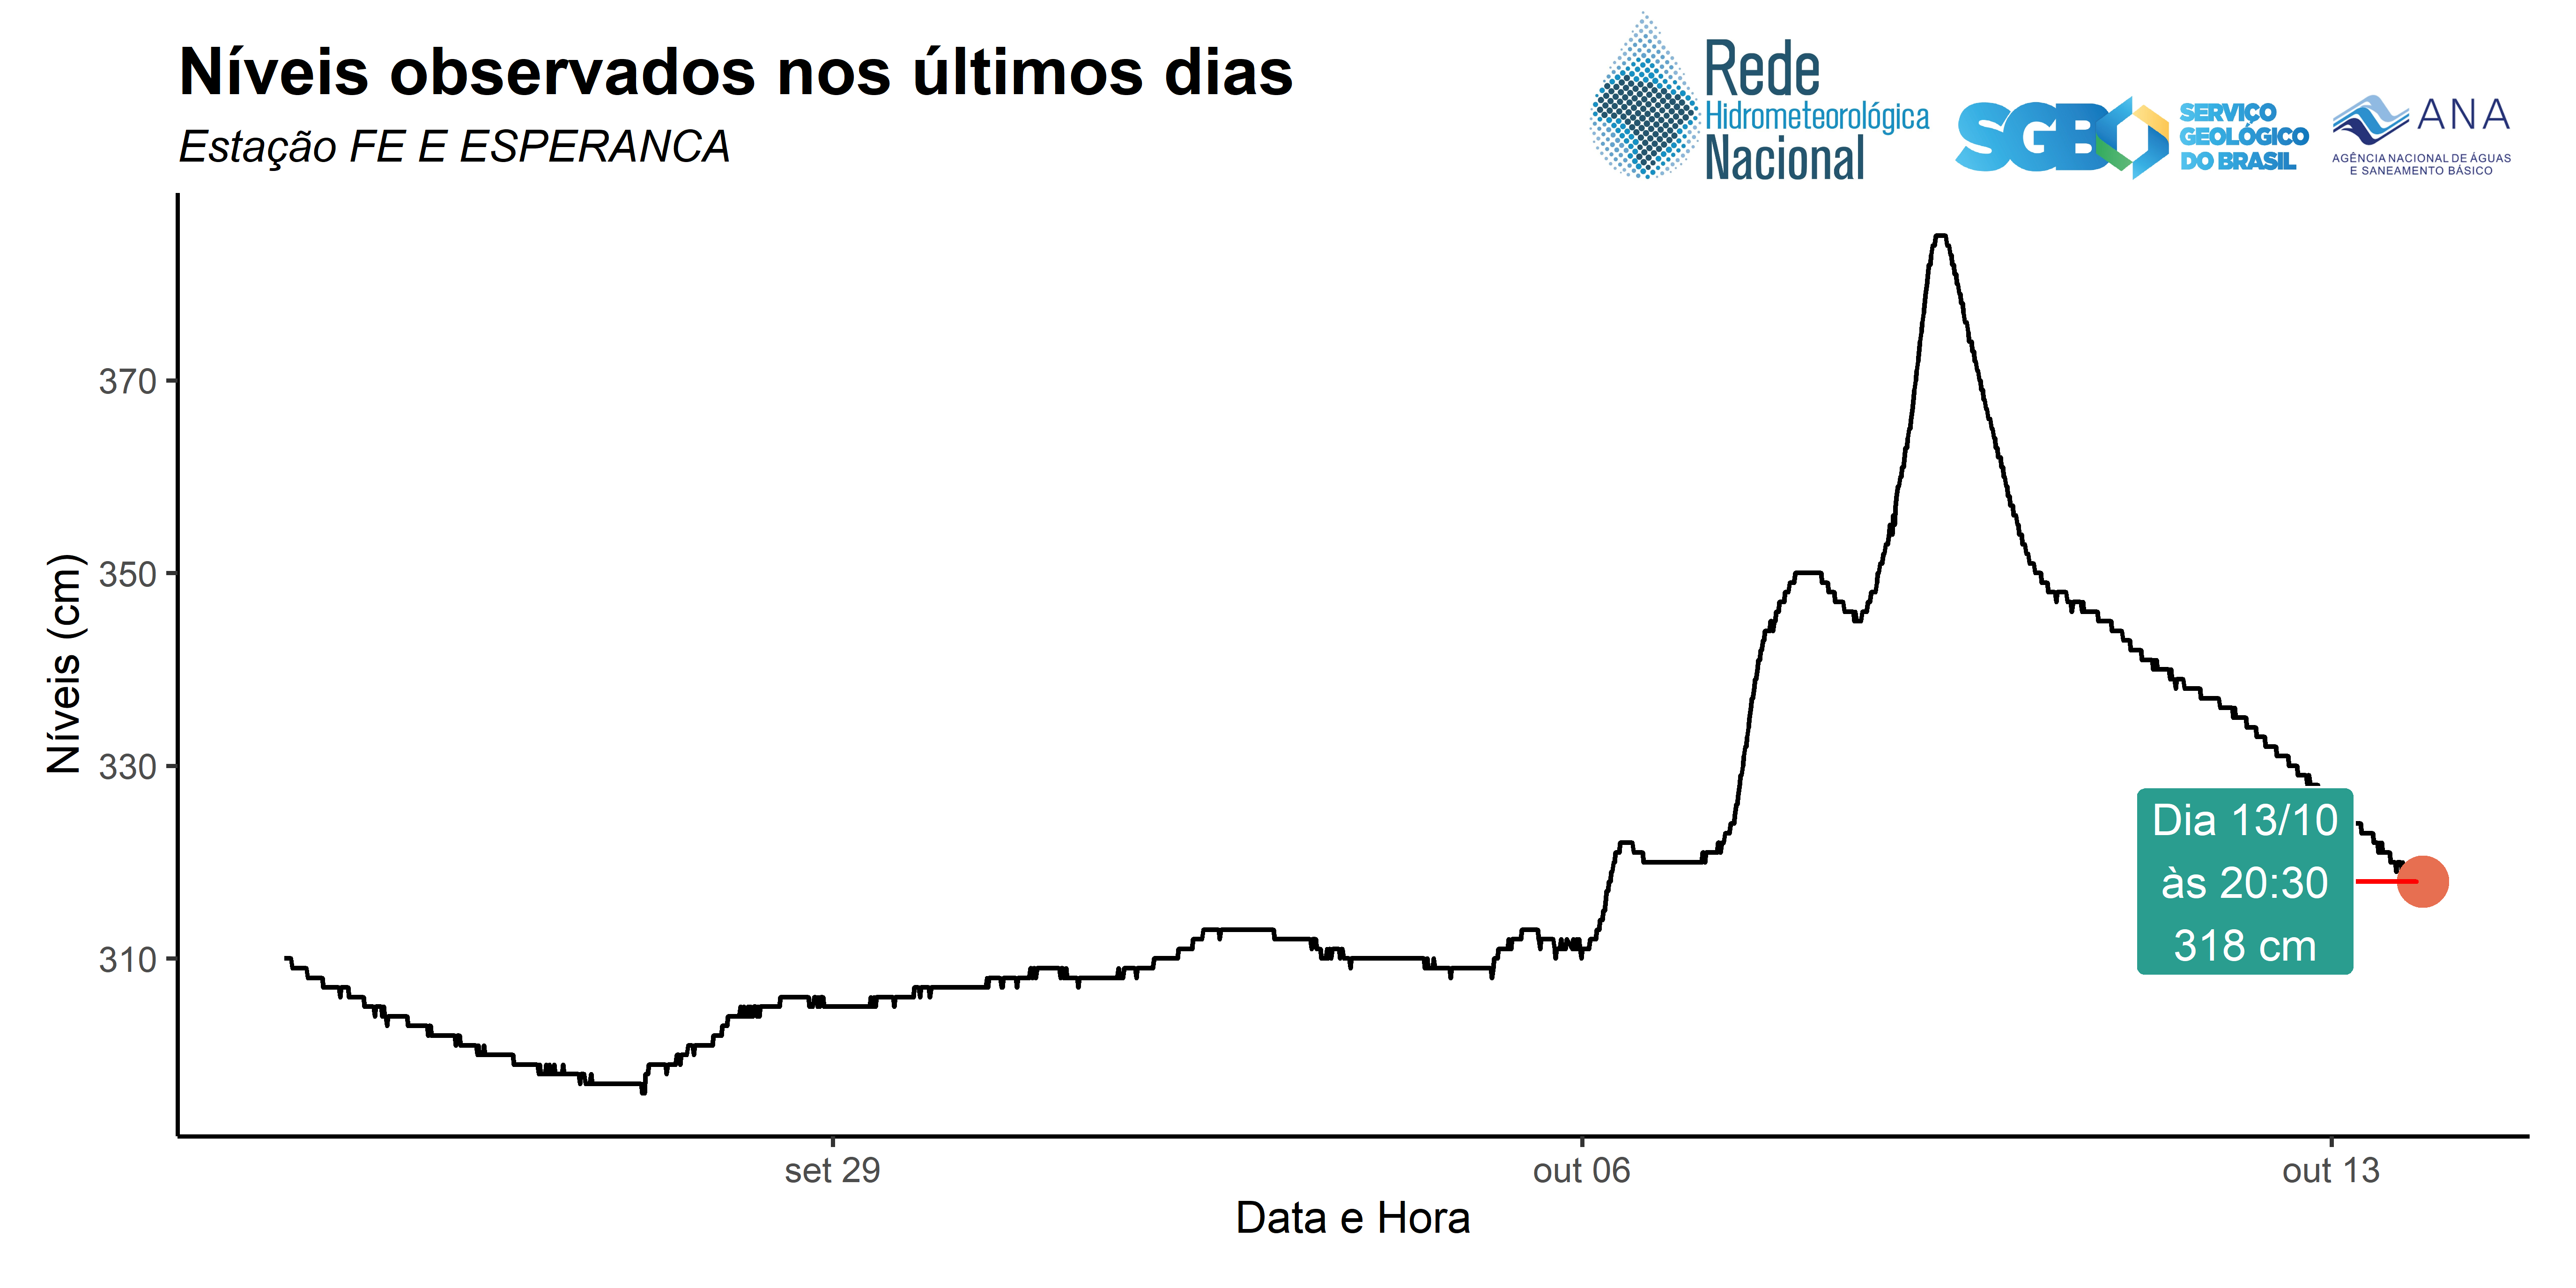 Níveis observados nos últimos dias
Estação FE E ESPERANCA
Rede
Hidrometeorológica
Nacional
SGB
SERVIÇO
GEOLÓGICO
DO BRASIL
ANA
AGÊNCIA NACIONAL DE ÁGUAS
E SANEAMENTO BÁSICO
Níveis (cm)
370
350
330
310
Dia 13/10
às 20:30
318 cm
set 29
out 06
out 13
Data e Hora